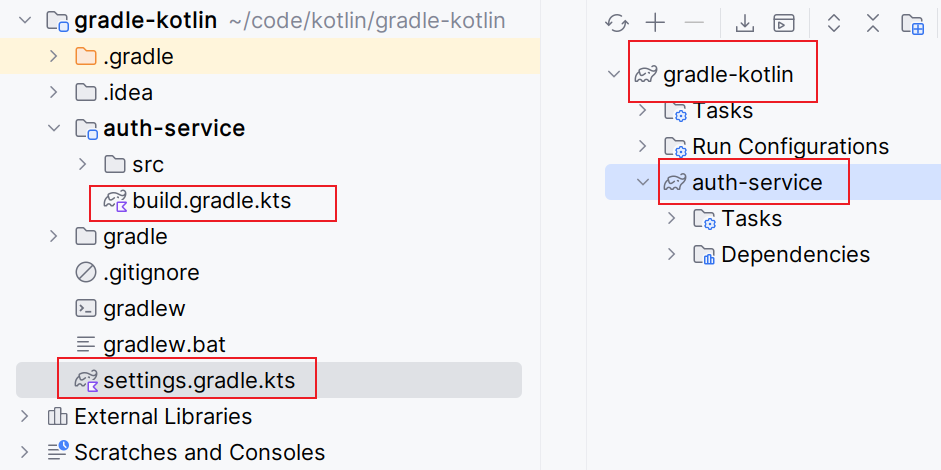 gradle-kotlin ~/code/kotlin/gradle-kotlin
.gradle
.idea
auth-service
src
build.gradle.kts
gradle
.gitignore
gradlew
gradlew.bat
settings.gradle.kts
External Libraries
Scratches and Consoles
gradle-kotlin
Tasks
Run Configurations
auth-service
Tasks
Dependencies